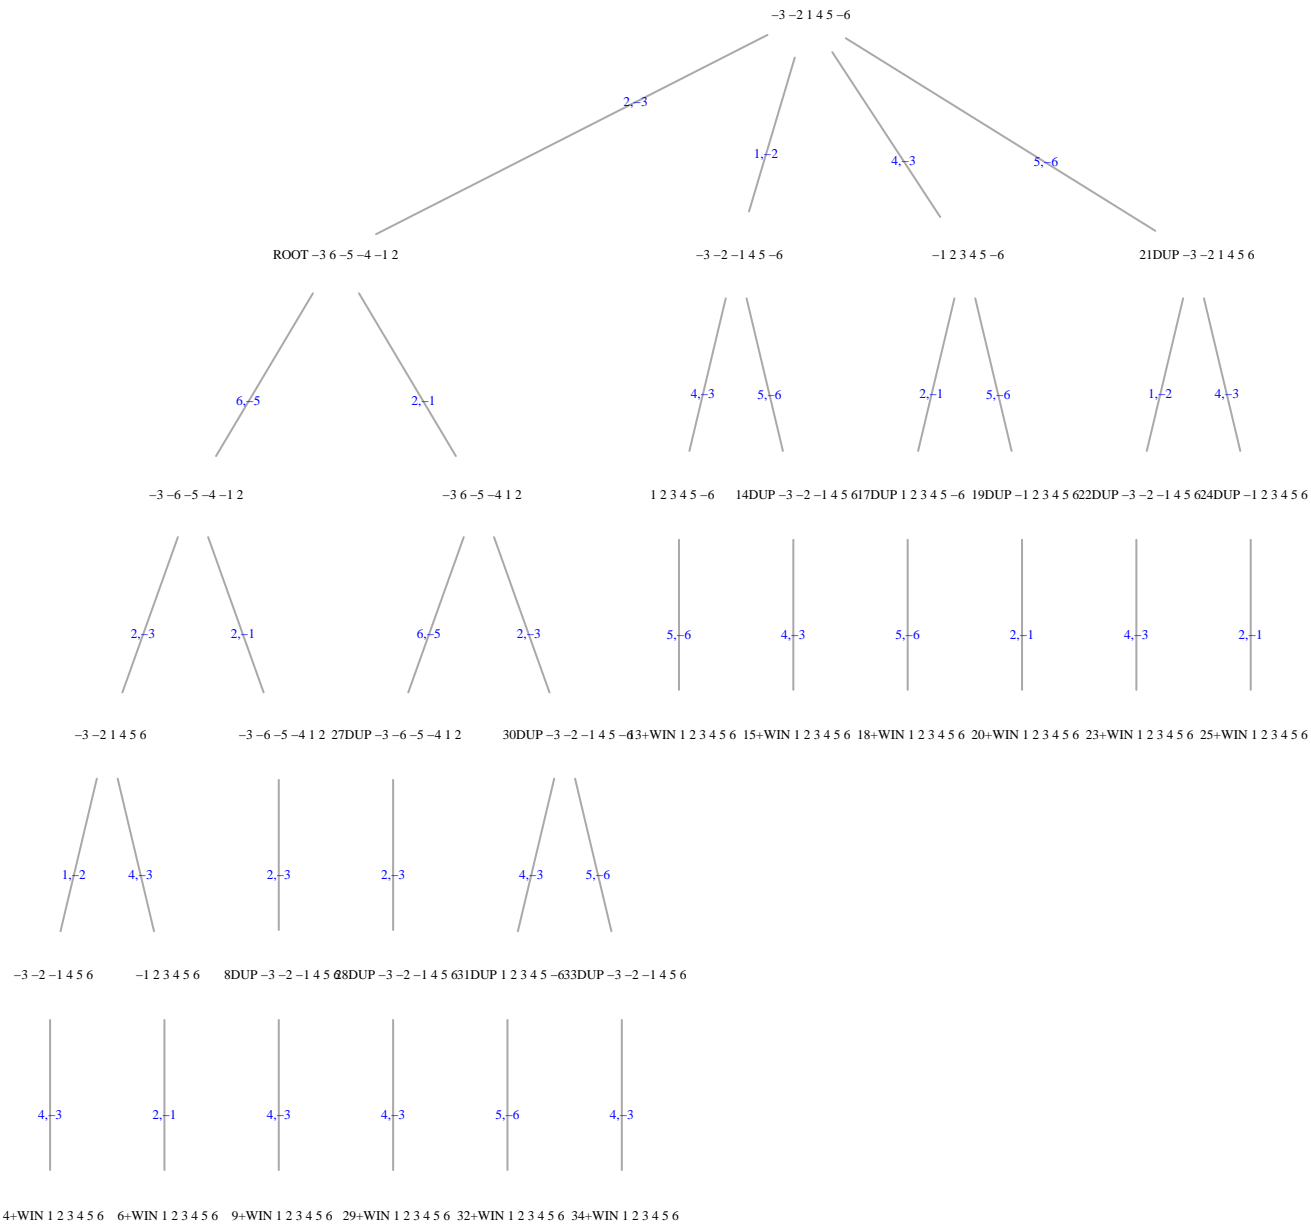 −3 −2 1 4 5 −6
2,−3
1,−2
4,−3
5,−6
ROOT −3 6 −5 −4 −1 2
−3 −2 −1 4 5 −6
−1 2 3 4 5 −6
21DUP −3 −2 1 4 5 6
6,−5
2,−1
4,−3
5,−6
2,−1
5,−6
1,−2
4,−3
−3 −6 −5 −4 −1 2
−3 6 −5 −4 1 2
1 2 3 4 5 −6
14DUP −3 −2 −1 4 5 6
17DUP 1 2 3 4 5 −6
19DUP −1 2 3 4 5 6
22DUP −3 −2 −1 4 5 6
24DUP −1 2 3 4 5 6
2,−3
2,−1
6,−5
2,−3
5,−6
4,−3
5,−6
2,−1
4,−3
2,−1
−3 −2 1 4 5 6
−3 −6 −5 −4 1 2
27DUP −3 −6 −5 −4 1 2
30DUP −3 −2 −1 4 5 −6
13+WIN 1 2 3 4 5 6
15+WIN 1 2 3 4 5 6
18+WIN 1 2 3 4 5 6
20+WIN 1 2 3 4 5 6
23+WIN 1 2 3 4 5 6
25+WIN 1 2 3 4 5 6
1,−2
4,−3
2,−3
2,−3
4,−3
5,−6
−3 −2 −1 4 5 6
−1 2 3 4 5 6
8DUP −3 −2 −1 4 5 6
28DUP −3 −2 −1 4 5 6
31DUP 1 2 3 4 5 −6
33DUP −3 −2 −1 4 5 6
4,−3
2,−1
4,−3
4,−3
5,−6
4,−3
4+WIN 1 2 3 4 5 6
6+WIN 1 2 3 4 5 6
9+WIN 1 2 3 4 5 6
29+WIN 1 2 3 4 5 6
32+WIN 1 2 3 4 5 6
34+WIN 1 2 3 4 5 6